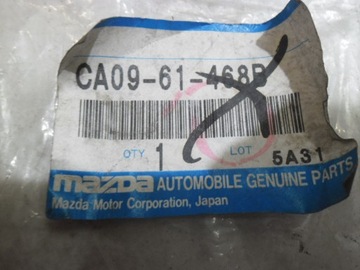 CA09-61-468B
QTY 1 LOT 5A31
mazda AUTOMOBILE GENUINE PARTS
Mazda Motor Corporation, Japan